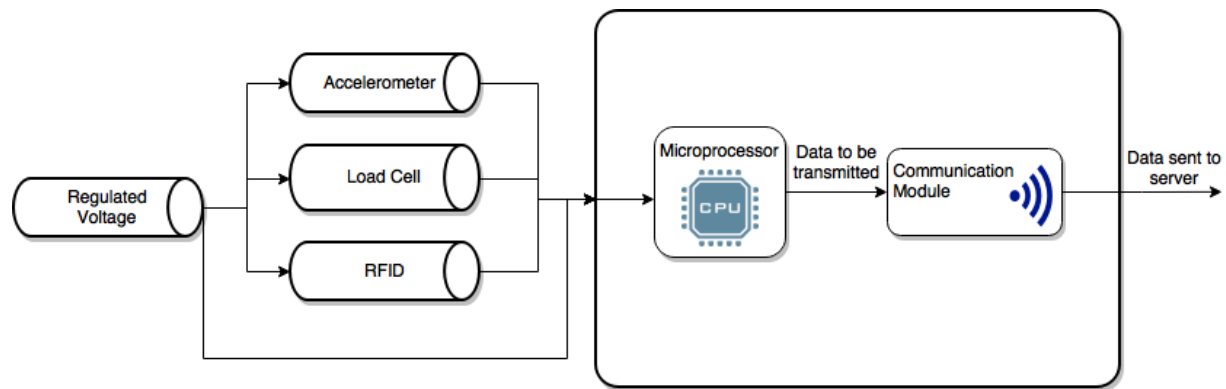 Regulated
Voltage
Accelerometer
Load Cell
RFID
Microprocessor
CPU
Data to be
transmitted
Communication
Module
Data sent to
server